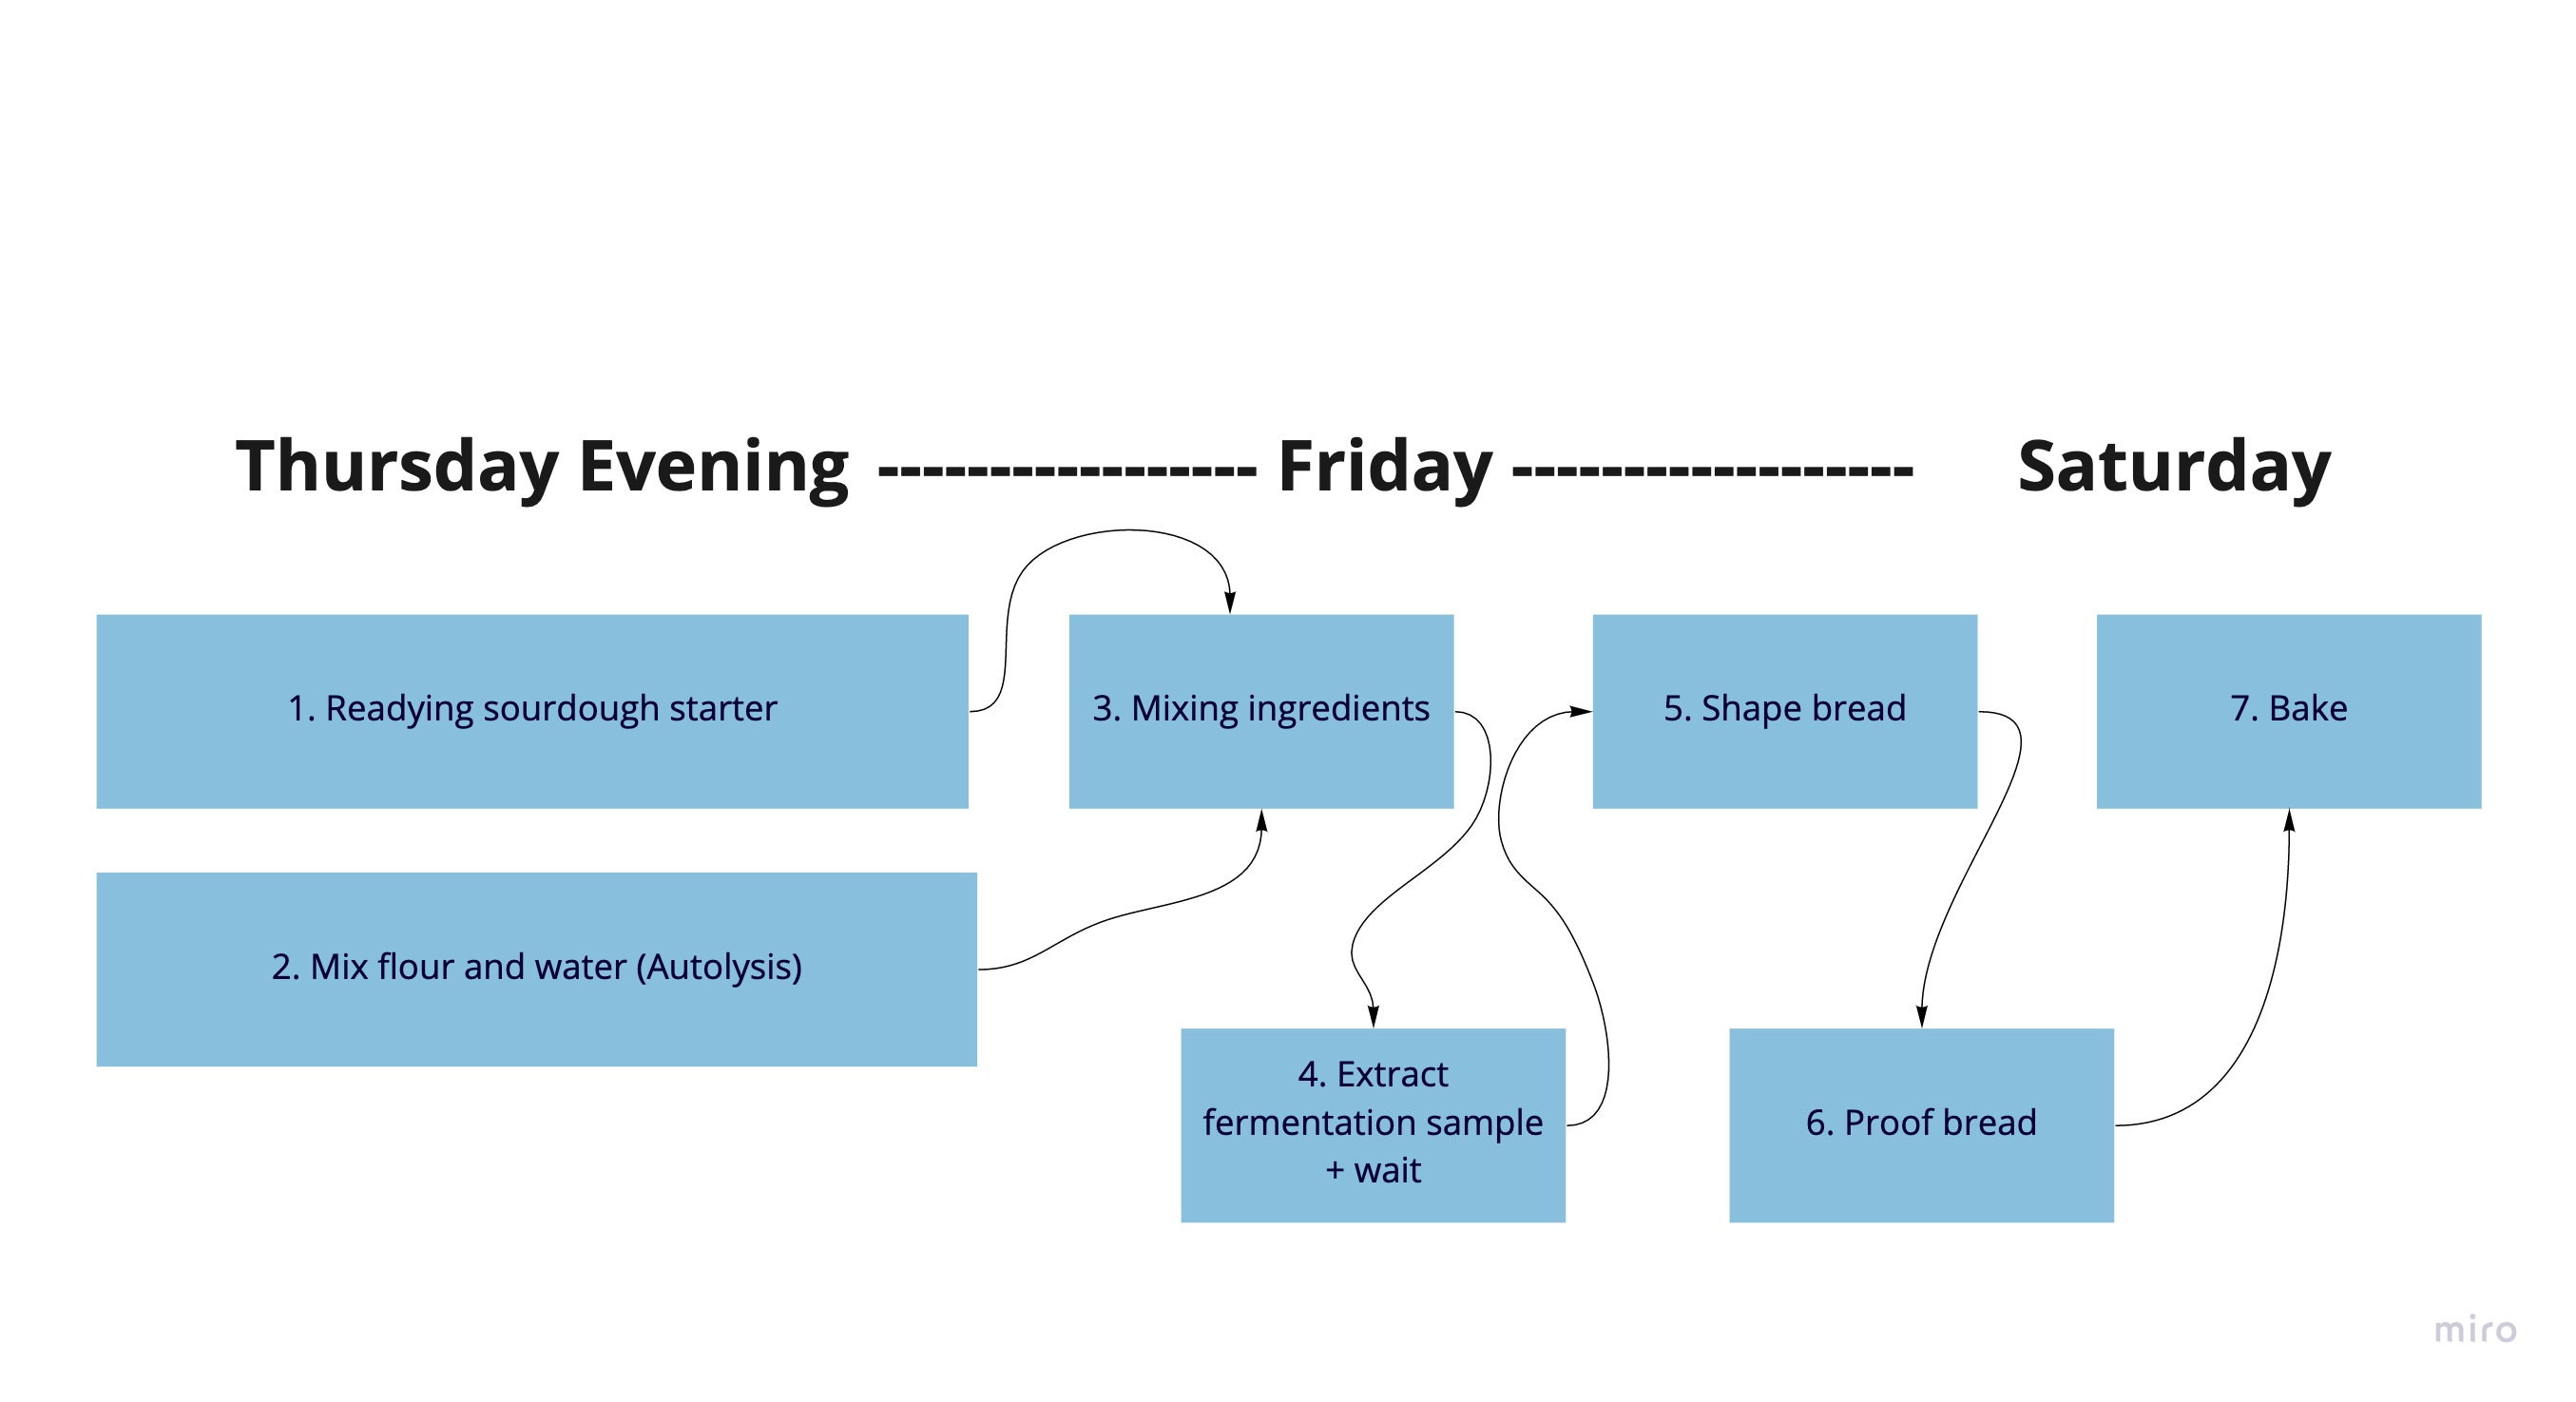 Thursday Evening ----------------- Friday ------------------ Saturday
1. Readying sourdough starter
3. Mixing ingredients
5. Shape bread
7. Bake
2. Mix flour and water (Autolysis)
4. Extract
fermentation sample
+ wait
6. Proof bread
miro